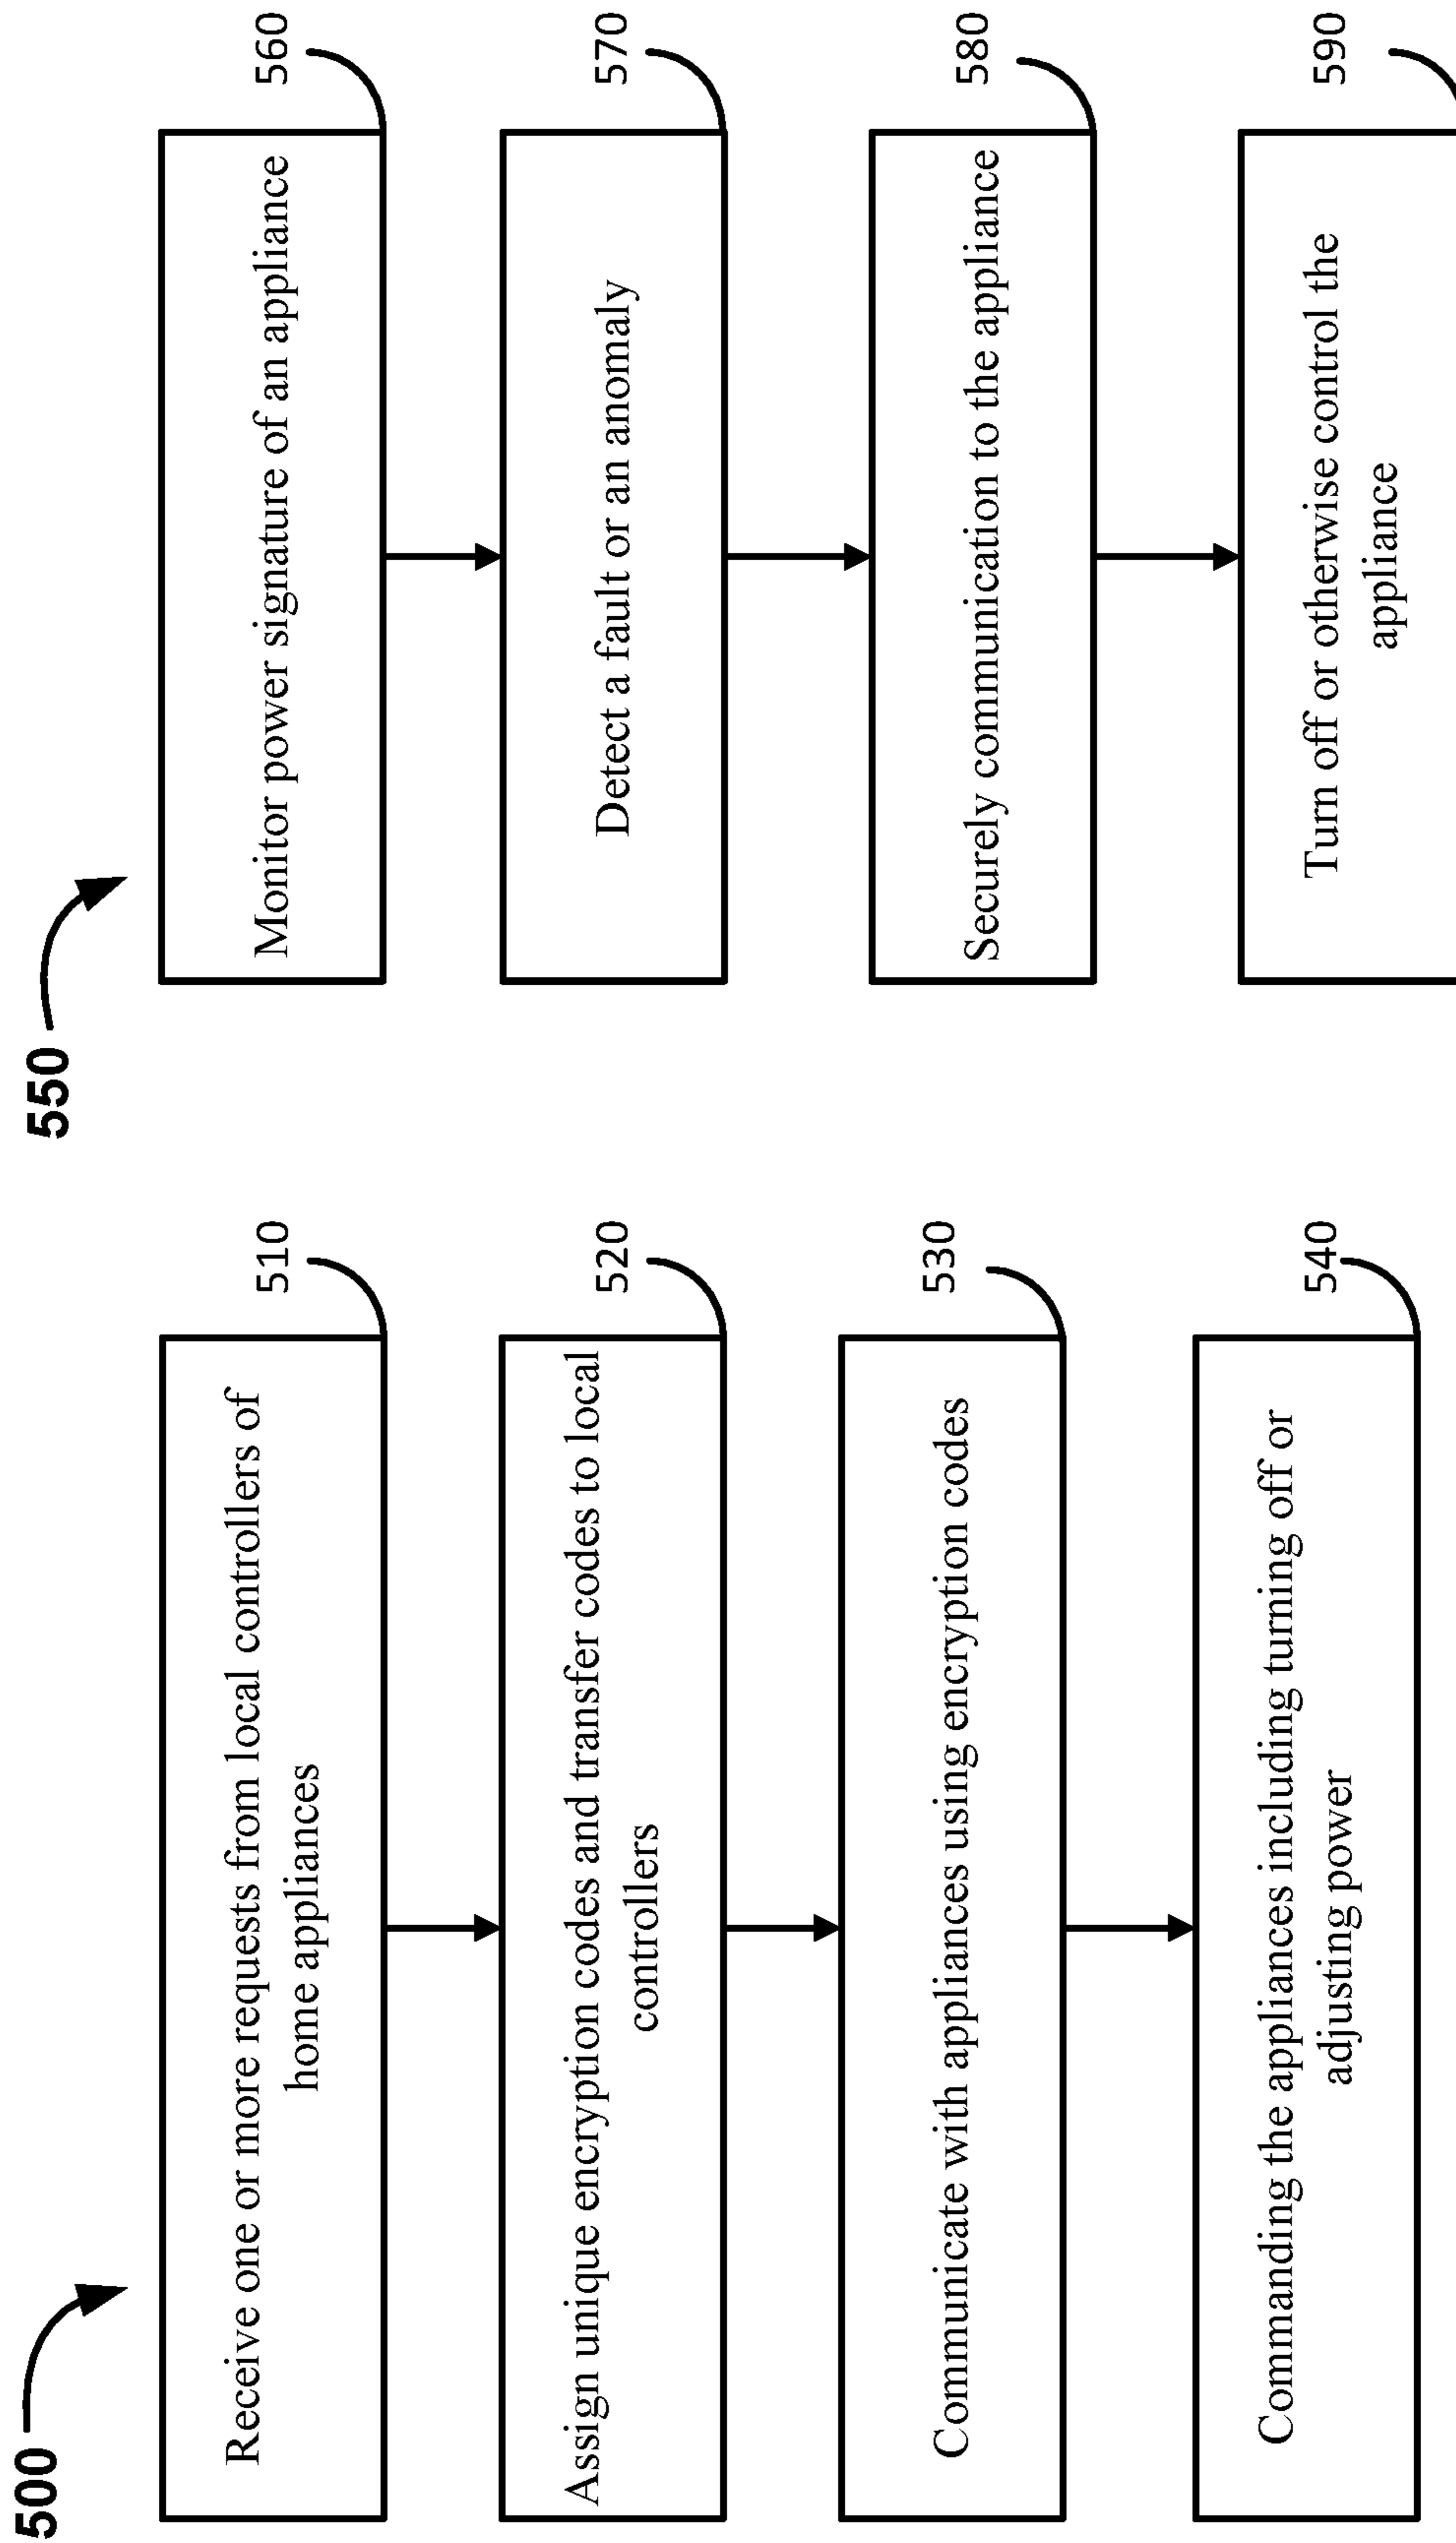 500
Receive one or more requests from local controllers of
home appliances
510
Assign unique encryption codes and transfer codes to local
controllers
520
Communicate with appliances using encryption codes
530
Commanding the appliances including turning off or
adjusting power
540
550
Monitor power signature of an appliance
560
Detect a fault or an anomaly
570
Securely communication to the appliance
580
Turn off or otherwise control the
appliance
590